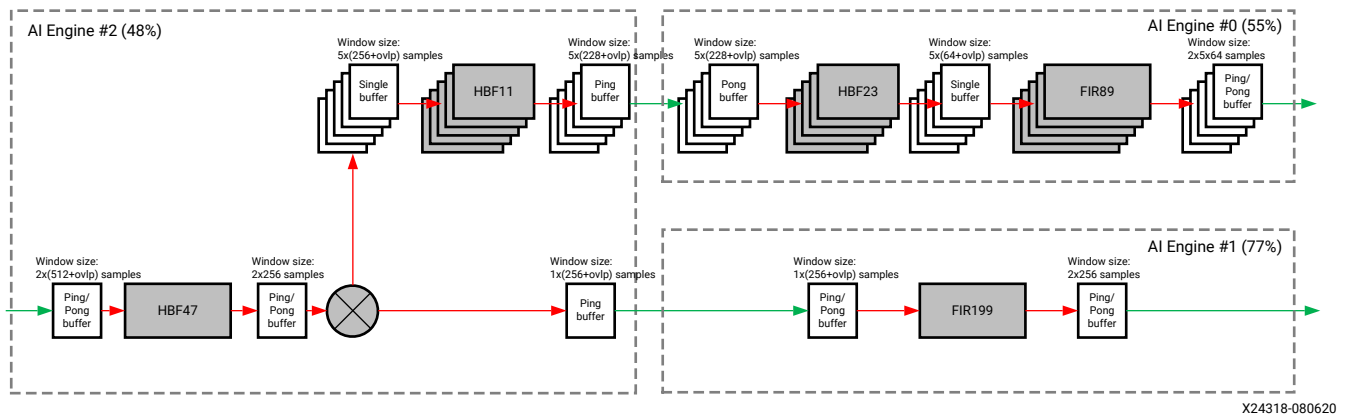 AI Engine #2 (48%)
Window size:
5x(256+ovlp) samples
Single
buffer
HBF11
Window size:
5x(228+ovlp) samples
Ping
buffer
AI Engine #0 (55%)
Window size:
5x(228+ovlp) samples
Pong
buffer
HBF23
Window size:
5x(64+ovlp) samples
Single
buffer
FIR89
Window size:
2x5x64 samples
Ping/
Pong
buffer
Window size:
2x(512+ovlp) samples
Ping/
Pong
buffer
HBF47
Window size:
2x256 samples
Ping/
Pong
buffer
Window size:
1x(256+ovlp) samples
Ping
buffer
AI Engine #1 (77%)
Window size:
1x(256+ovlp) samples
Ping/
Pong
buffer
FIR199
Window size:
2x256 samples
Ping/
Pong
buffer
X24318-080620